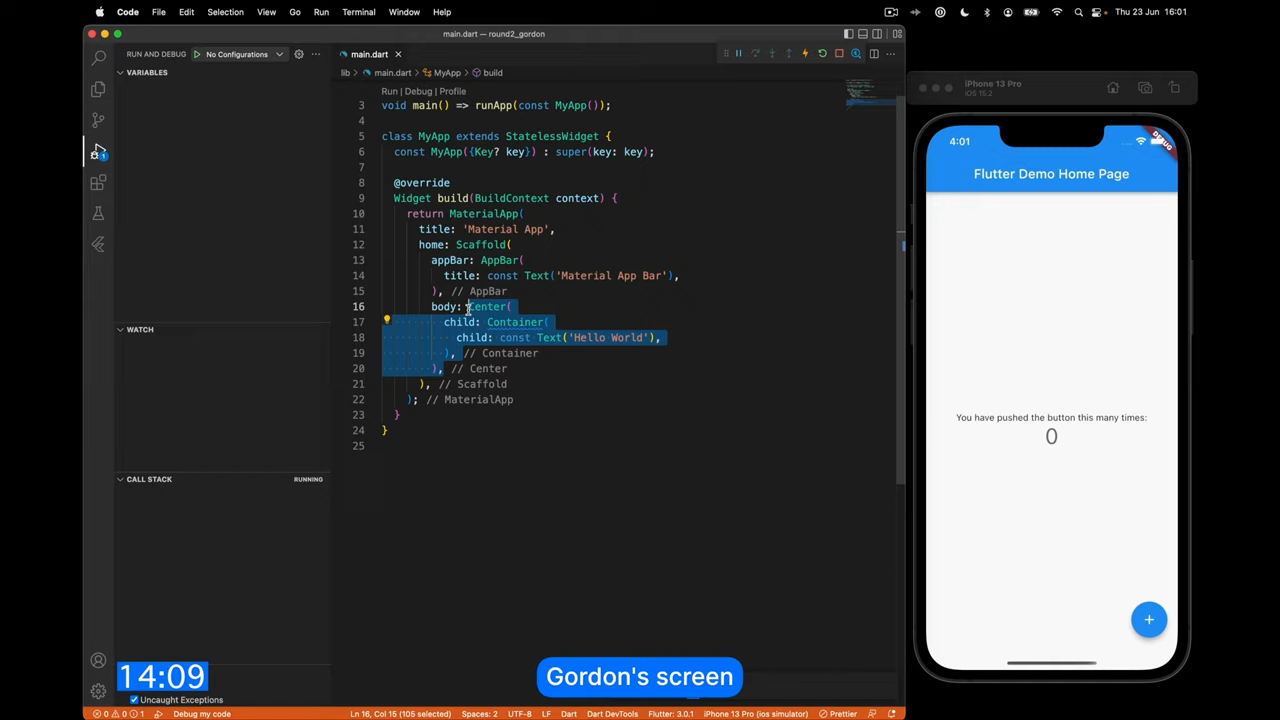 Code File Edit Selection View Go Run Terminal Window Help
Thu 23 Jun 16:01
main.dart — round2_gordon
RUN AND DEBUG No Configurations
main.dart
VARIABLES
lib main.dart MyApp build
Run | Debug | Profile
3 void main() => runApp(const MyApp());
4
5 class MyApp extends StatelessWidget {
6 const MyApp({Key? key}) : super(key: key);
7
8 @override
9 Widget build(BuildContext context) {
10 return MaterialApp(
11 title: 'Material App',
12 home: Scaffold(
13 appBar: AppBar(
14 title: const Text('Material App Bar'),
15 ), // AppBar
16 body: Center(
17 child: Container(
18 child: const Text('Hello World'),
19 ), // Container
20 ), // Center
21 ), // Scaffold
22 ); // MaterialApp
23 }
24 }
25
WATCH
CALL STACK RUNNING
14:09
Uncaught Exceptions
Gordon's screen
0 0 1 Debug my code
Ln 16, Col 15 (105 selected) Spaces: 2 UTF-8 LF Dart Dart DevTools Flutter: 3.0.1 iPhone 13 Pro (ios simulator) Prettier
iPhone 13 Pro
iOS 15.2
4:01
DEBUG
Flutter Demo Home Page
You have pushed the button this many times:
0
+